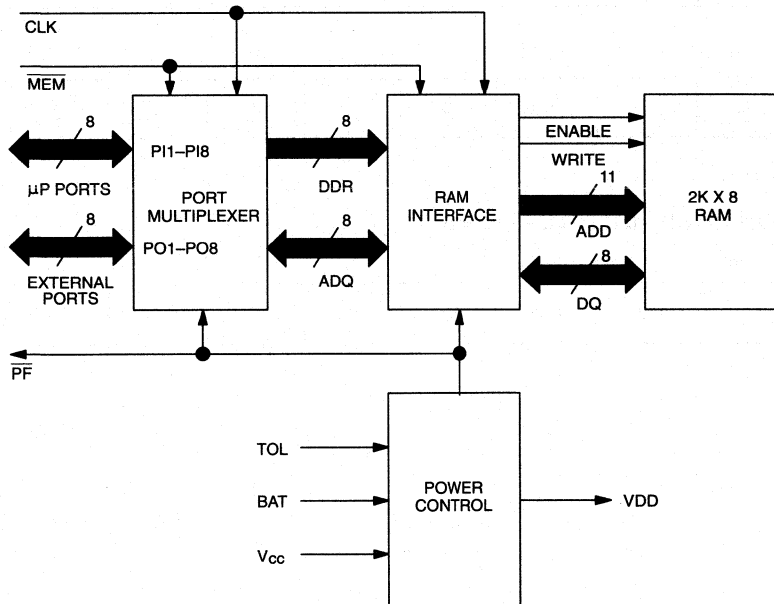 CLK
MEM
8
µP PORTS
8
EXTERNAL
PORTS
PI1–PI8
PORT
MULTIPLEXER
PO1–PO8
8
DDR
8
ADQ
RAM
INTERFACE
ENABLE
WRITE
11
ADD
8
DQ
2K X 8
RAM
PF
TOL
BAT
VCC
POWER
CONTROL
VDD